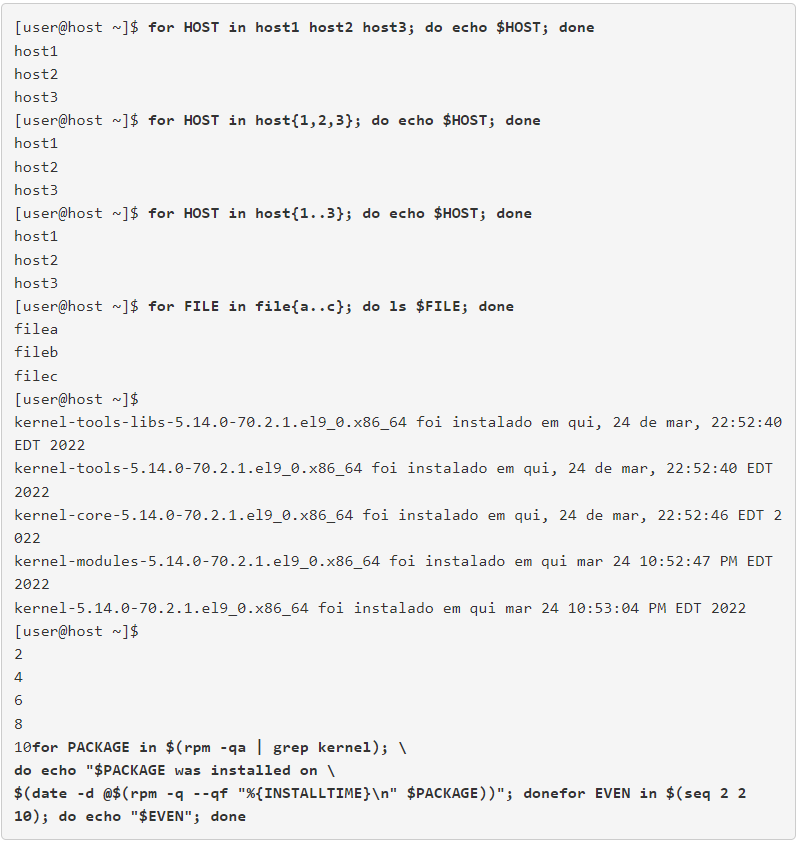 [user@host ~]$ for HOST in host1 host2 host3; do echo $HOST; done
host1
host2
host3
[user@host ~]$ for HOST in host{1,2,3}; do echo $HOST; done
host1
host2
host3
[user@host ~]$ for HOST in host{1..3}; do echo $HOST; done
host1
host2
host3
[user@host ~]$ for FILE in file{a..c}; do ls $FILE; done
filea
fileb
filec
[user@host ~]$
kernel-tools-libs-5.14.0-70.2.1.el9_0.x86_64 foi instalado em qui, 24 de mar, 22:52:40
EDT 2022
kernel-tools-5.14.0-70.2.1.el9_0.x86_64 foi instalado em qui, 24 de mar, 22:52:40 EDT
2022
kernel-core-5.14.0-70.2.1.el9_0.x86_64 foi instalado em qui, 24 de mar, 22:52:46 EDT 2
022
kernel-modules-5.14.0-70.2.1.el9_0.x86_64 foi instalado em qui mar 24 10:52:47 PM EDT
2022
kernel-5.14.0-70.2.1.el9_0.x86_64 foi instalado em qui mar 24 10:53:04 PM EDT 2022
[user@host ~]$
2
4
6
8
10for PACKAGE in $(rpm -qa | grep kernel); \
do echo "$PACKAGE was installed on \
$(date -d @$(rpm -q --qf "%{INSTALLTIME}\n" $PACKAGE))"; donefor EVEN in $(seq 2 2
10); do echo "$EVEN"; done